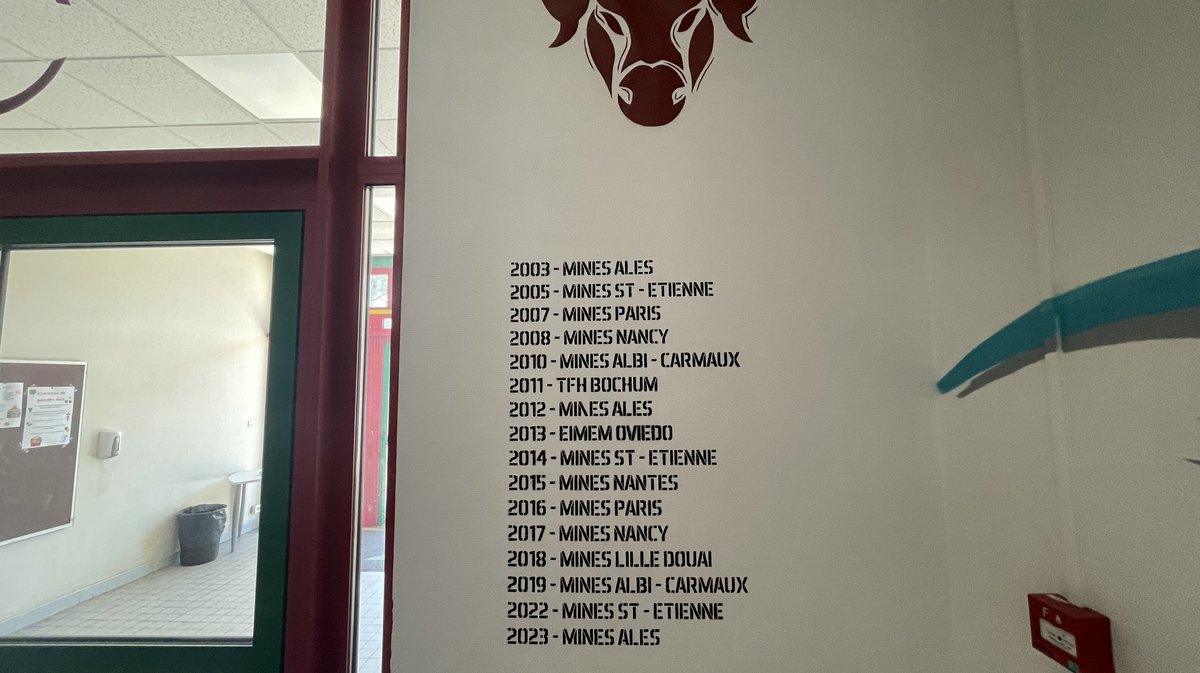 2003 - MINES ALES
2005 - MINES ST - ETIENNE
2007 - MINES PARIS
2008 - MINES NANCY
2010 - MINES ALBI - CARMAUX
2011 - TFH BOCHUM
2012 - MINES ALES
2013 - EIMEM OVIEDO
2014 - MINES ST - ETIENNE
2015 - MINES NANTES
2016 - MINES PARIS
2017 - MINES NANCY
2018 - MINES LILLE DOUAI
2019 - MINES ALBI - CARMAUX
2022 - MINES ST - ETIENNE
2023 - MINES ALES